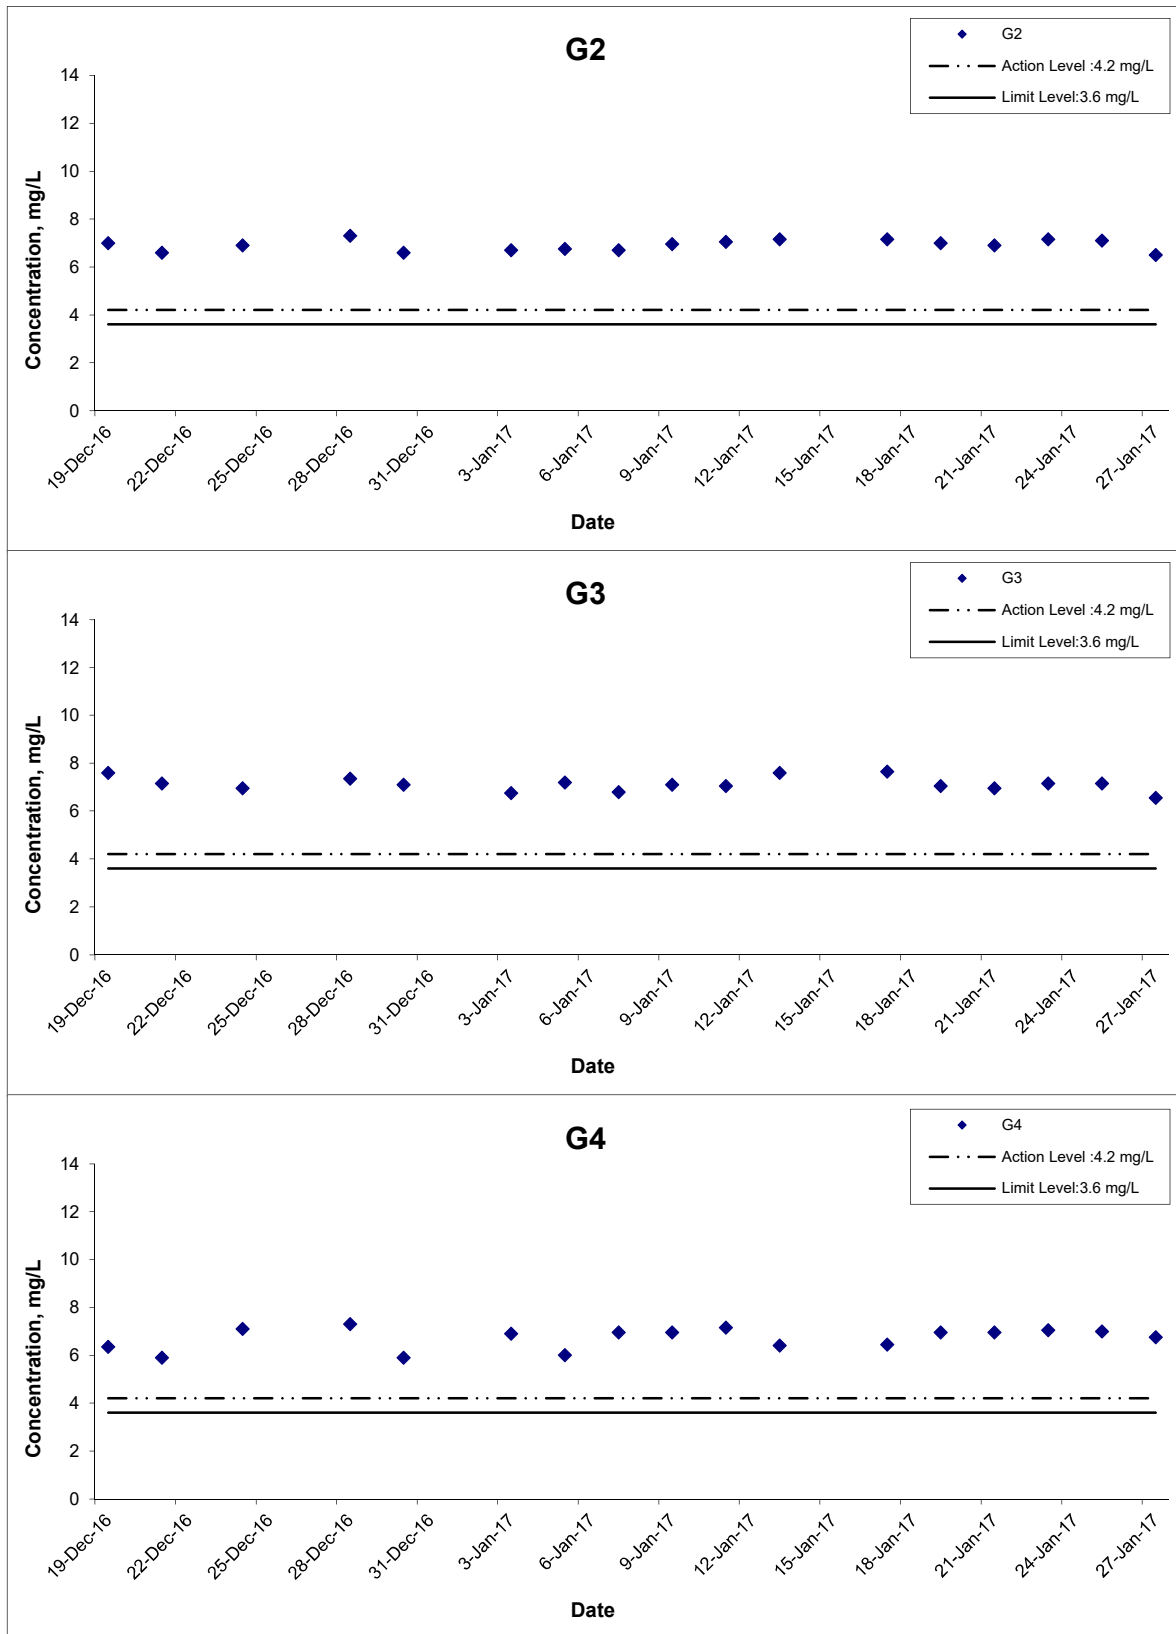 G2
G2
Action Level :4.2 mg/L
Limit Level:3.6 mg/L
Concentration, mg/L
14
12
10
8
6
4
2
0
19-Dec-16
22-Dec-16
25-Dec-16
28-Dec-16
31-Dec-16
3-Jan-17
6-Jan-17
9-Jan-17
12-Jan-17
15-Jan-17
18-Jan-17
21-Jan-17
24-Jan-17
27-Jan-17
Date
G3
G3
Action Level :4.2 mg/L
Limit Level:3.6 mg/L
Concentration, mg/L
14
12
10
8
6
4
2
0
19-Dec-16
22-Dec-16
25-Dec-16
28-Dec-16
31-Dec-16
3-Jan-17
6-Jan-17
9-Jan-17
12-Jan-17
15-Jan-17
18-Jan-17
21-Jan-17
24-Jan-17
27-Jan-17
Date
G4
G4
Action Level :4.2 mg/L
Limit Level:3.6 mg/L
Concentration, mg/L
14
12
10
8
6
4
2
0
19-Dec-16
22-Dec-16
25-Dec-16
28-Dec-16
31-Dec-16
3-Jan-17
6-Jan-17
9-Jan-17
12-Jan-17
15-Jan-17
18-Jan-17
21-Jan-17
24-Jan-17
27-Jan-17
Date